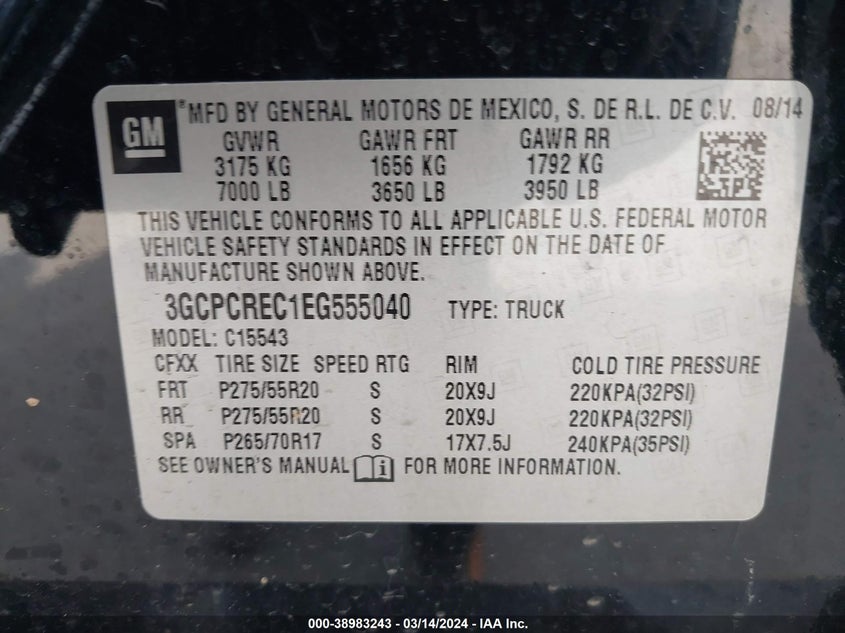 GM ® MFD BY GENERAL MOTORS DE MEXICO, S. DE R.L. DE C.V. 08/14
GVWR GAWR FRT GAWR RR
3175 KG 1656 KG 1792 KG
7000 LB 3650 LB 3950 LB
THIS VEHICLE CONFORMS TO ALL APPLICABLE U.S. FEDERAL MOTOR
VEHICLE SAFETY STANDARDS IN EFFECT ON THE DATE OF
MANUFACTURE SHOWN ABOVE.
3GCPCREC1EG555040 TYPE: TRUCK
MODEL: C15543
CFXX TIRE SIZE SPEED RTG RIM COLD TIRE PRESSURE
FRT P275/55R20 S 20X9J 220KPA(32PSI)
RR P275/55R20 S 20X9J 220KPA(32PSI)
SPA P265/70R17 S 17X7.5J 240KPA(35PSI)
SEE OWNER'S MANUAL i FOR MORE INFORMATION.
000-38983243 / 03/14/2024 - IAA Inc.